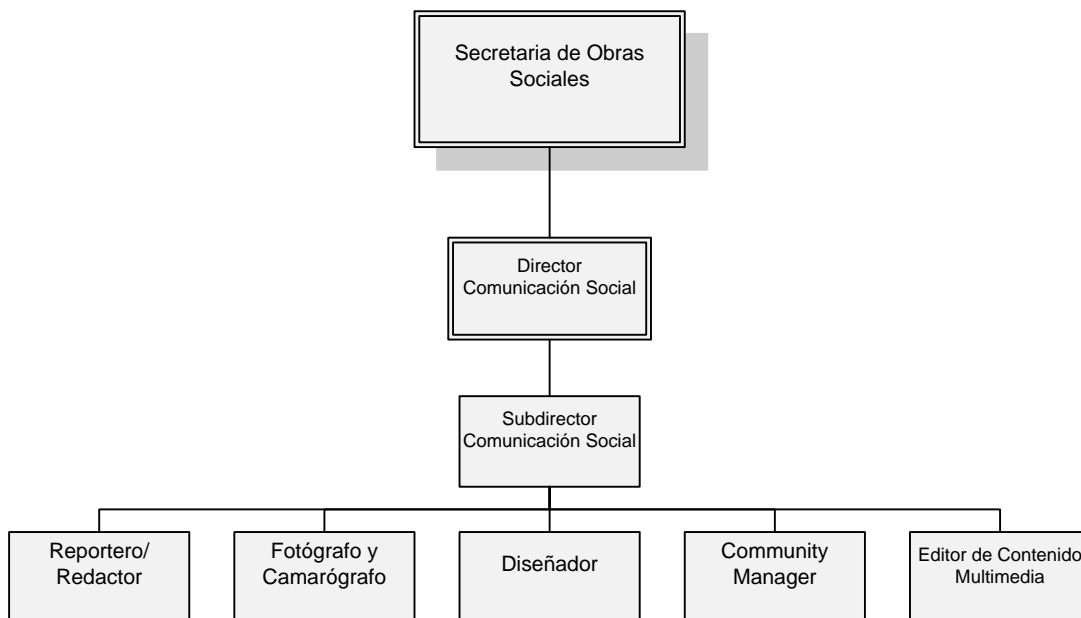 Secretaria de Obras
Sociales
Director
Comunicación Social
Subdirector
Comunicación Social
Reportero/
Redactor
Fotógrafo y
Camarógrafo
Diseñador
Community
Manager
Editor de Contenido
Multimedia